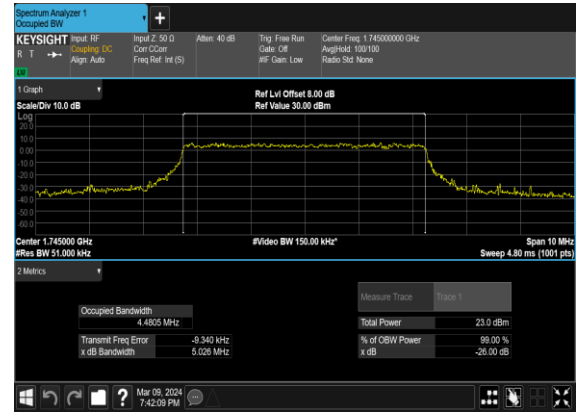 Spectrum Analyzer 1
Occupied BW
+
KEYSIGHT
R T
Input: RF
Coupling: DC
Align: Auto
Input Z: 50 Ω
Corr CCorr
Freq Ref: Int (S)
Atten: 40 dB
Trig: Free Run
Gate: Off
#IF Gain: Low
Center Freq: 1.745000000 GHz
Avg|Hold: 100/100
Radio Std: None
1 Graph
Scale/Div 10.0 dB
Ref Lvl Offset 8.00 dB
Ref Value 30.00 dBm
Log
20.0
10.0
0.00
-10.0
-20.0
-30.0
-40.0
-50.0
-60.0
Center 1.745000 GHz
#Res BW 51.000 kHz
#Video BW 150.00 kHz*
Span 10 MHz
Sweep 4.80 ms (1001 pts)
2 Metrics
Measure Trace Trace 1
Occupied Bandwidth
4.4805 MHz
Total Power 23.0 dBm
Transmit Freq Error -9.340 kHz
% of OBW Power 99.00 %
x dB Bandwidth 5.026 MHz
x dB -26.00 dB
?
Mar 09, 2024
7:42:09 PM